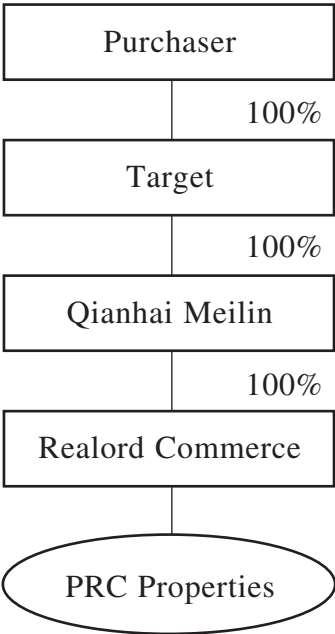 Purchaser
100%
Target
100%
Qianhai Meilin
100%
Realord Commerce
PRC Properties